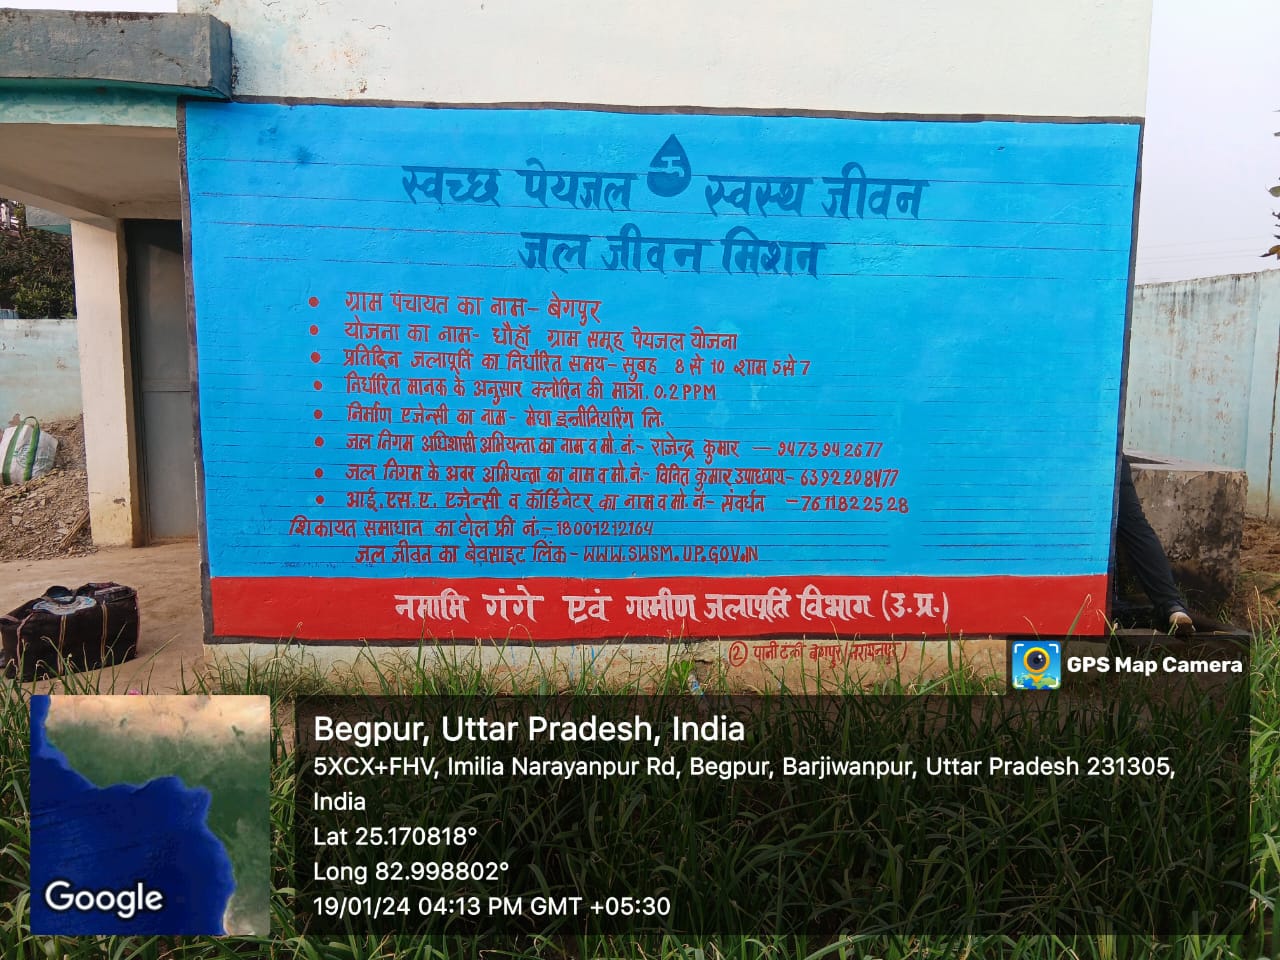 स्वच्छ पेयजल स्वस्थ जीवन
जल जीवन मिशन
• ग्राम पंचायत का नाम- बेगपुर
• योजना का नाम- धौहाँ ग्राम समूह पेयजल योजना
• प्रतिदिन जलापूर्ति का निर्धारित समय- सुबह 8 से 10 शाम 5 से 7
• निर्धारित मानक के अनुसार क्लोरिन की मात्रा. 0.2 PPM
• निर्माण एजेन्सी का नाम- मेघा इन्जीनियरिंग लि.
• जल निगम अधिशासी अभियन्ता का नाम व मो. नं.- राजेन्द्र कुमार - 9473942677
• जल निगम के अवर अभियन्ता का नाम व मो. नं- विनित कुमार उपाध्याय- 6392208477
• आई. एस. ए. एजेन्सी व कॉर्डिनेटर का नाम व मो. नं- संवर्धन -7611822528
शिकायत समाधान का टोल फ्री नं.- 18001212164
जल जीवन का बेवसाइट लिंक- WWW.SWSM.UP.GOV.IN
नमामि गंगे एवं गामीण जलापूर्ति विभाग (उ.प्र.)
② पानी टंकी बेगपुर
GPS Map Camera
Begpur, Uttar Pradesh, India
5XCX+FHV, Imilia Narayanpur Rd, Begpur, Barjiwanpur, Uttar Pradesh 231305,
India
Lat 25.170818°
Long 82.998802°
19/01/24 04:13 PM GMT +05:30
Google